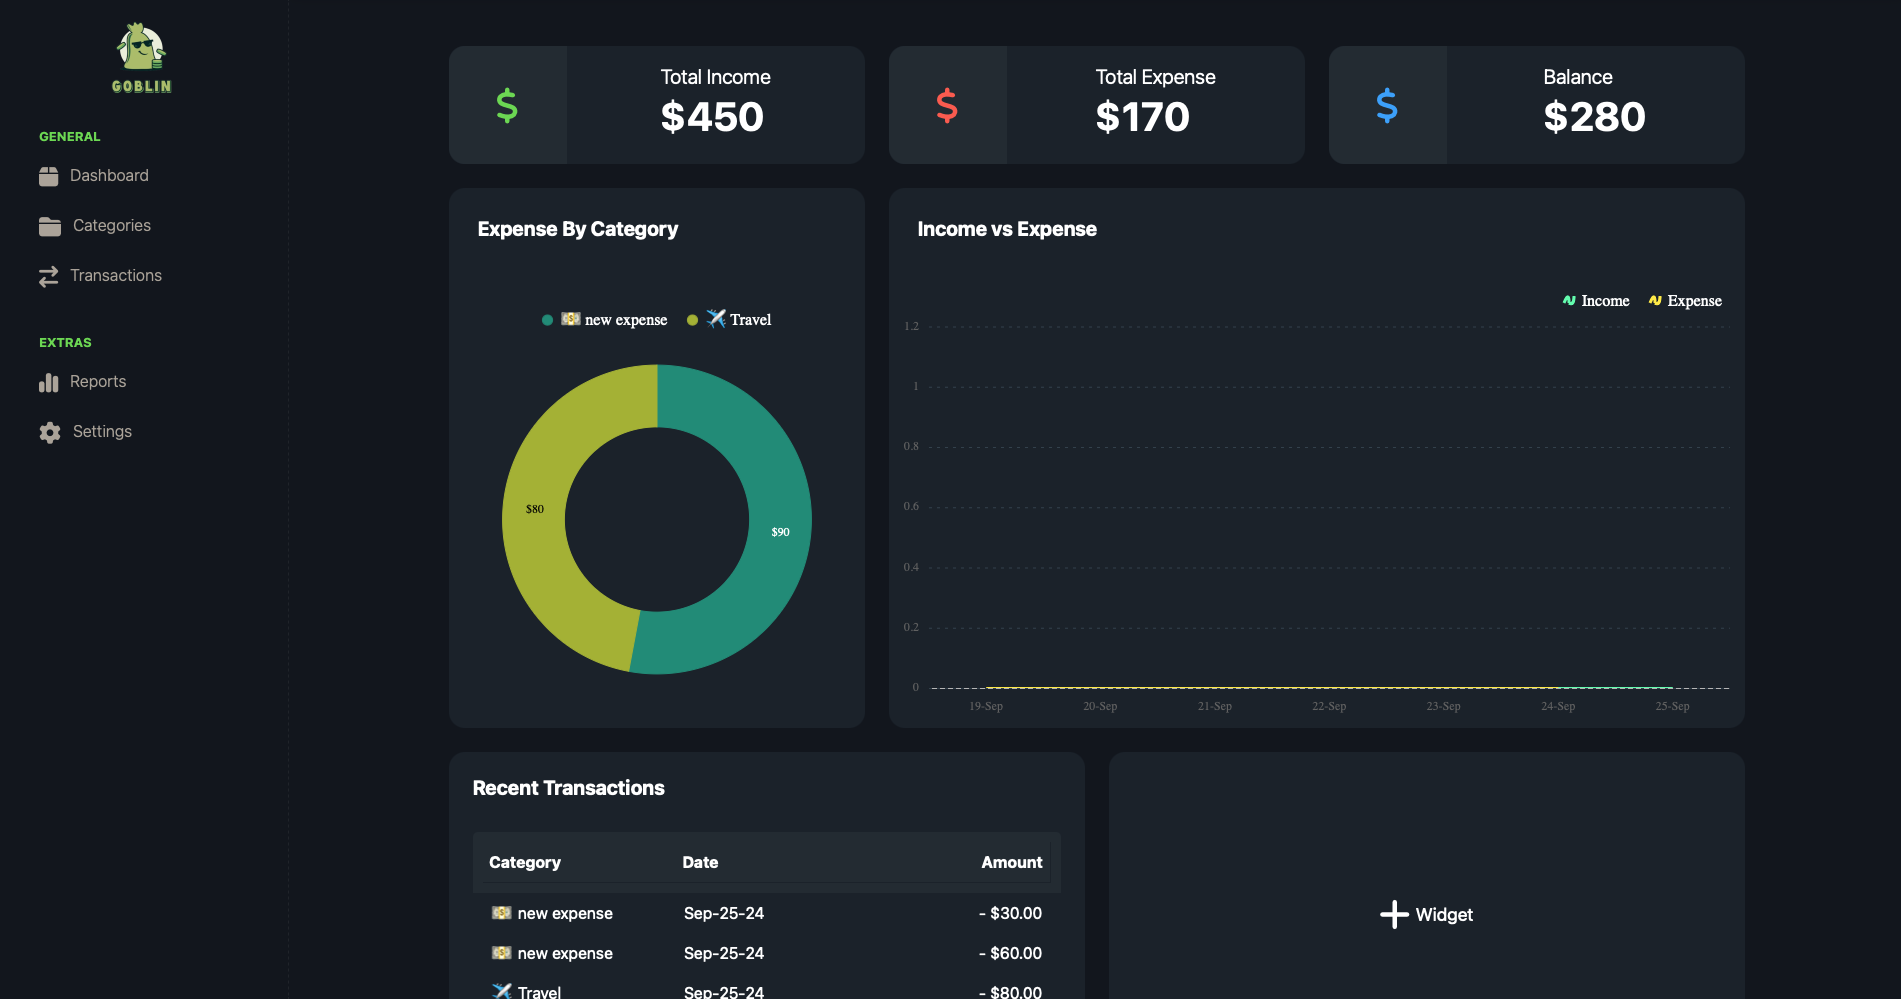 GOBLIN
GENERAL
Dashboard
Categories
Transactions
EXTRAS
Reports
Settings
$ Total Income
$450
$ Total Expense
$170
$ Balance
$280
Expense By Category
new expense Travel
$80
$90
Income vs Expense
Income Expense
1.2
1
0.8
0.6
0.4
0.2
0
19-Sep 20-Sep 21-Sep 22-Sep 23-Sep 24-Sep 25-Sep
Recent Transactions
Category Date Amount
new expense Sep-25-24 - $30.00
new expense Sep-25-24 - $60.00
Travel Sep-25-24 - $80.00
Widget